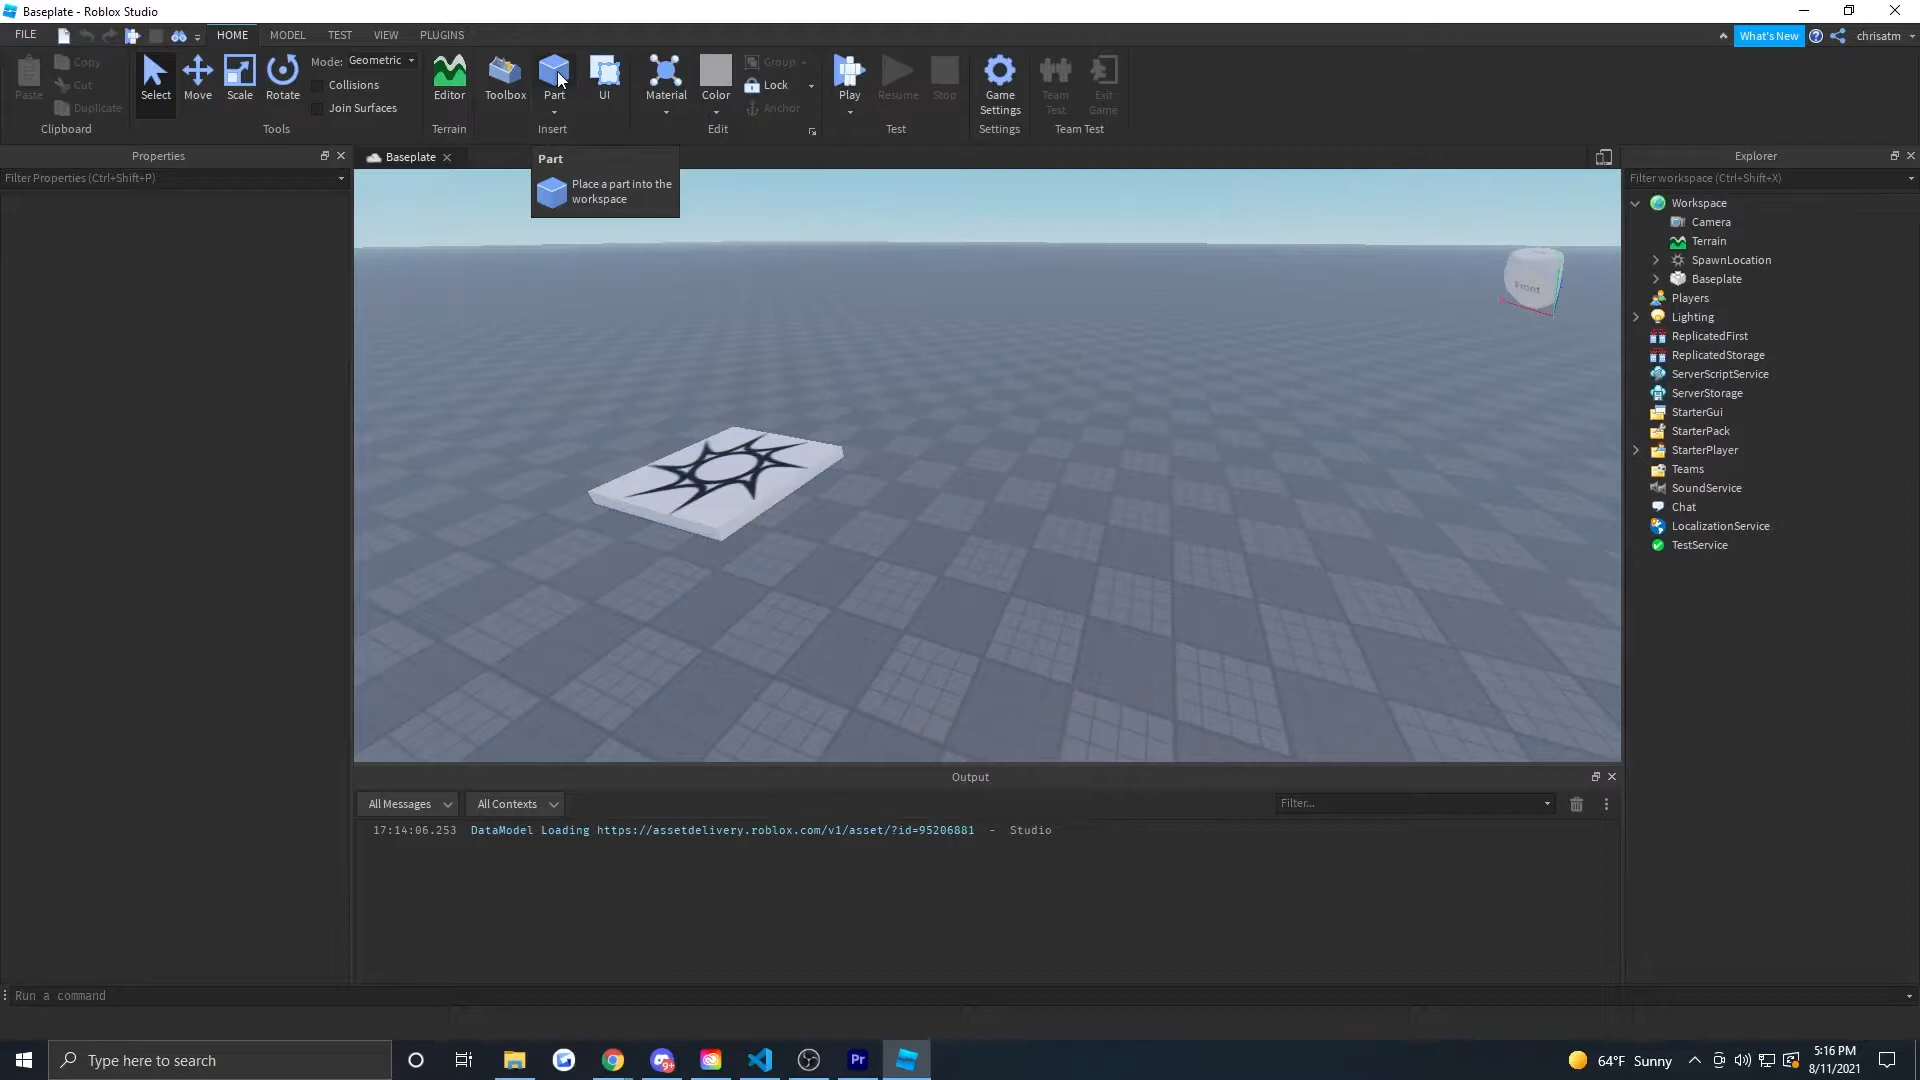 Baseplate - Roblox Studio
FILE HOME MODEL TEST VIEW PLUGINS What's New chrisatm
Paste Copy Cut Duplicate Clipboard
Select Move Scale Rotate Mode: Geometric Collisions Join Surfaces Tools
Editor Terrain
Toolbox Part UI Insert
Material Color Group Lock Anchor Edit
Play Resume Stop Test
Game Settings Settings
Team Test Exit Game Team Test
Properties
Filter Properties (Ctrl+Shift+P)
Baseplate
Part
Place a part into the
workspace
Front
Explorer
Filter workspace (Ctrl+Shift+X)
Workspace
Camera
Terrain
SpawnLocation
Baseplate
Players
Lighting
ReplicatedFirst
ReplicatedStorage
ServerScriptService
ServerStorage
StarterGui
StarterPack
StarterPlayer
Teams
SoundService
Chat
LocalizationService
TestService
Output
All Messages All Contexts Filter...
17:14:06.253 DataModel Loading https://assetdelivery.roblox.com/v1/asset/?id=95206881 - Studio
Run a command
Type here to search
9+
Pr
64°F Sunny
5:16 PM
8/11/2021